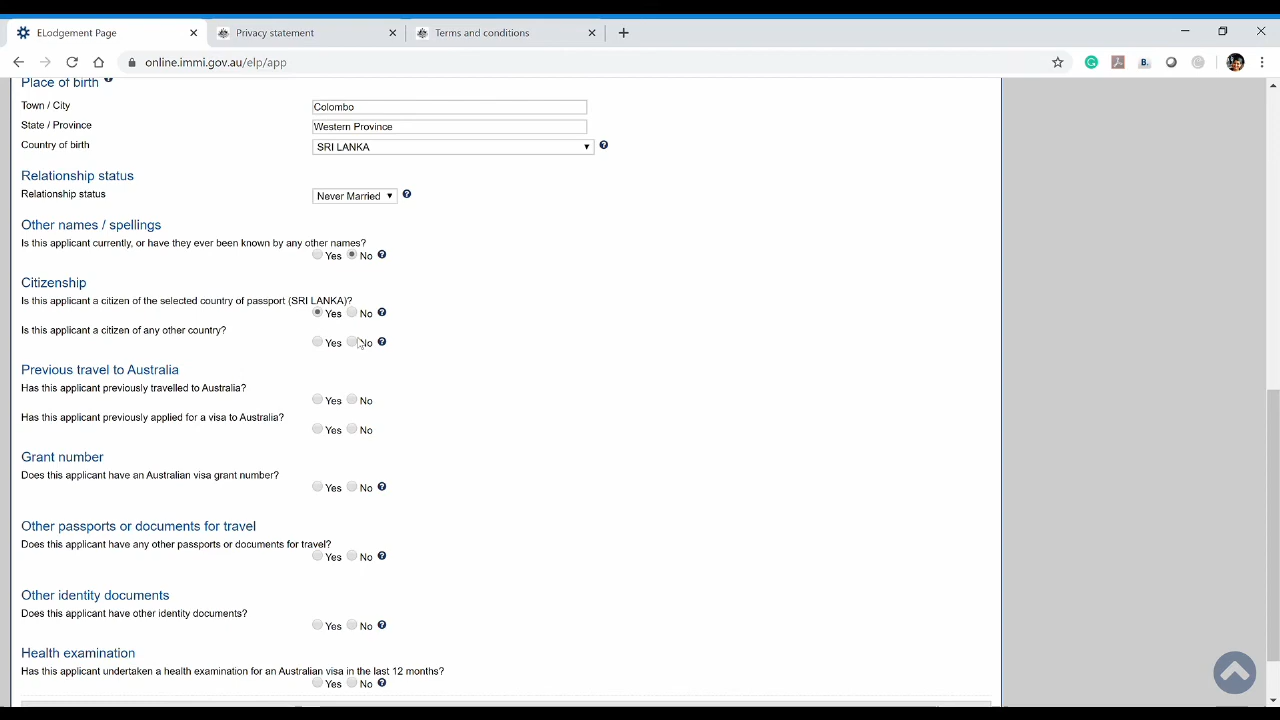 ELodgement Page
Privacy statement
Terms and conditions
online.immi.gov.au/elp/app
Place of birth
Town / City
Colombo
State / Province
Western Province
Country of birth
SRI LANKA
Relationship status
Relationship status
Never Married
Other names / spellings
Is this applicant currently, or have they ever been known by any other names?
Yes No
Citizenship
Is this applicant a citizen of the selected country of passport (SRI LANKA)?
Yes No
Is this applicant a citizen of any other country?
Yes No
Previous travel to Australia
Has this applicant previously travelled to Australia?
Yes No
Has this applicant previously applied for a visa to Australia?
Yes No
Grant number
Does this applicant have an Australian visa grant number?
Yes No
Other passports or documents for travel
Does this applicant have any other passports or documents for travel?
Yes No
Other identity documents
Does this applicant have other identity documents?
Yes No
Health examination
Has this applicant undertaken a health examination for an Australian visa in the last 12 months?
Yes No